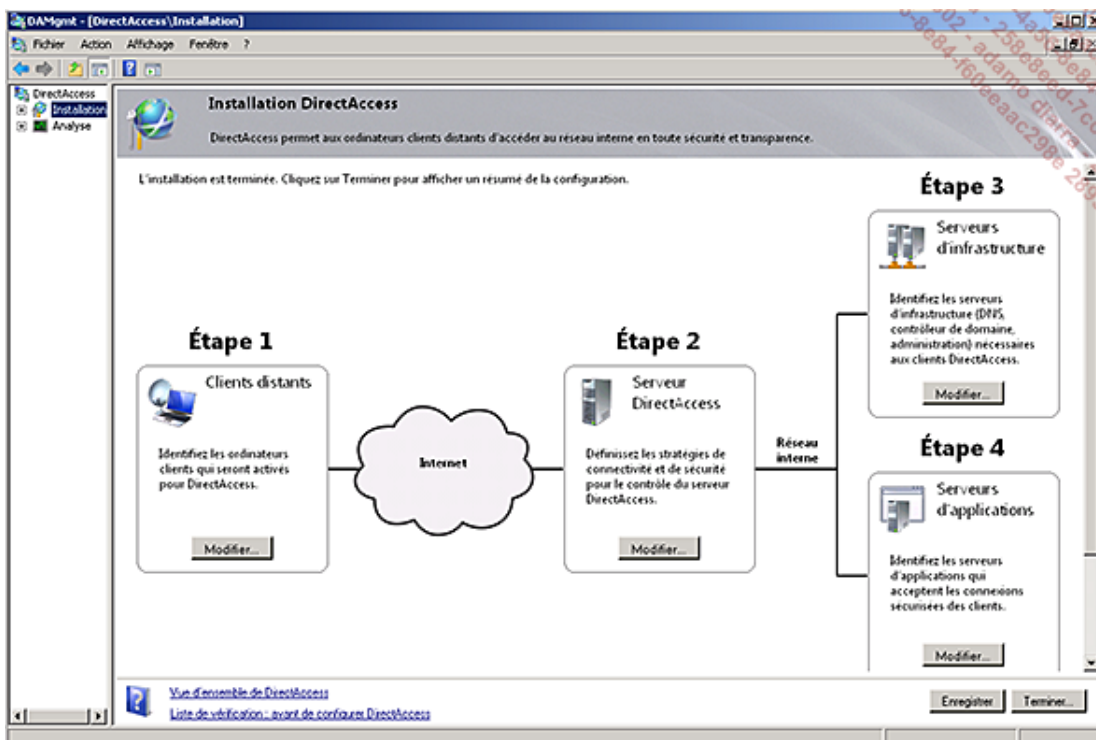 DAMgmt - [DirectAccess\Installation]
Fichier Action Affichage Fenêtre ?
DirectAccess
Installation
Analyse
Installation DirectAccess
DirectAccess permet aux ordinateurs clients distants d'accéder au réseau interne en toute sécurité et transparence.
L'installation est terminée. Cliquez sur Terminer pour afficher un résumé de la configuration.
Étape 1
Clients distants
Identifiez les ordinateurs
clients qui seront activés
pour DirectAccess.
Modifier...
Internet
Étape 2
Serveur
DirectAccess
Définissez les stratégies de
connectivité et de sécurité
pour le contrôle du serveur
DirectAccess.
Modifier...
Réseau
interne
Étape 3
Serveurs
d'infrastructure
Identifiez les serveurs
d'infrastructure (DNS,
contrôleur de domaine,
administration) nécessaires
aux clients DirectAccess.
Modifier...
Étape 4
Serveurs
d'applications
Identifiez les serveurs
d'applications qui
acceptent les connexions
sécurisées des clients.
Modifier...
Vue d'ensemble de DirectAccess
Liste de vérification : avant de configurer DirectAccess
Enregistrer
Terminer...